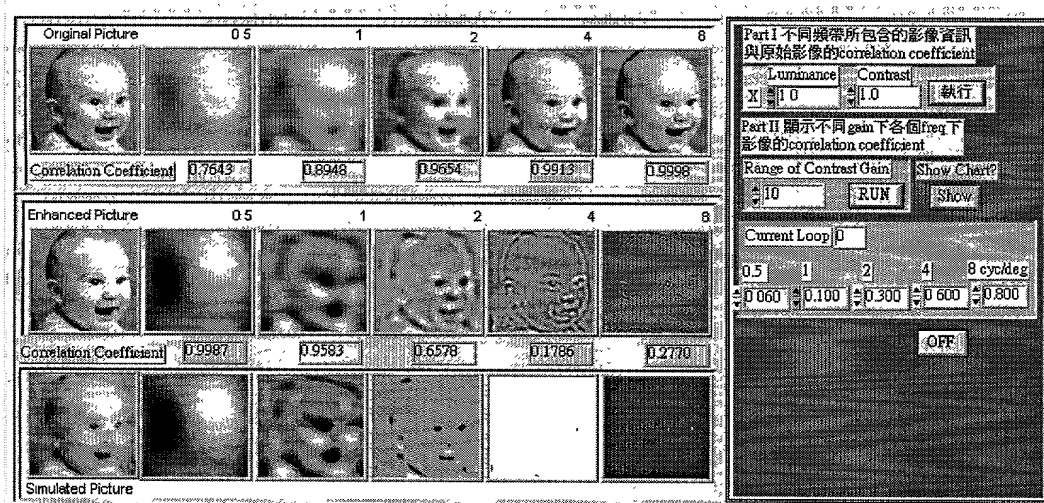 Original Picture 0.5 1 2 4 8
Correlation Coefficient 0.7643 0.8948 0.9654 0.9913 0.9998
Enhanced Picture 0.5 1 2 4 8
Correlation Coefficient 0.9987 0.9583 0.6578 0.1786 0.2770
Simulated Picture
Part I 不同頻帶所包含的影像資訊
與原始影像的correlation coefficient
Luminance Contrast
X 1.0 1.0 執行
Part II 顯示不同gain下各個freq下
影像的correlation coefficient
Range of Contrast Gain Show Chart?
10 RUN Show
Current Loop 0
0.5 1 2 4 8 cyc/deg
0.060 0.100 0.300 0.600 0.800
OFF